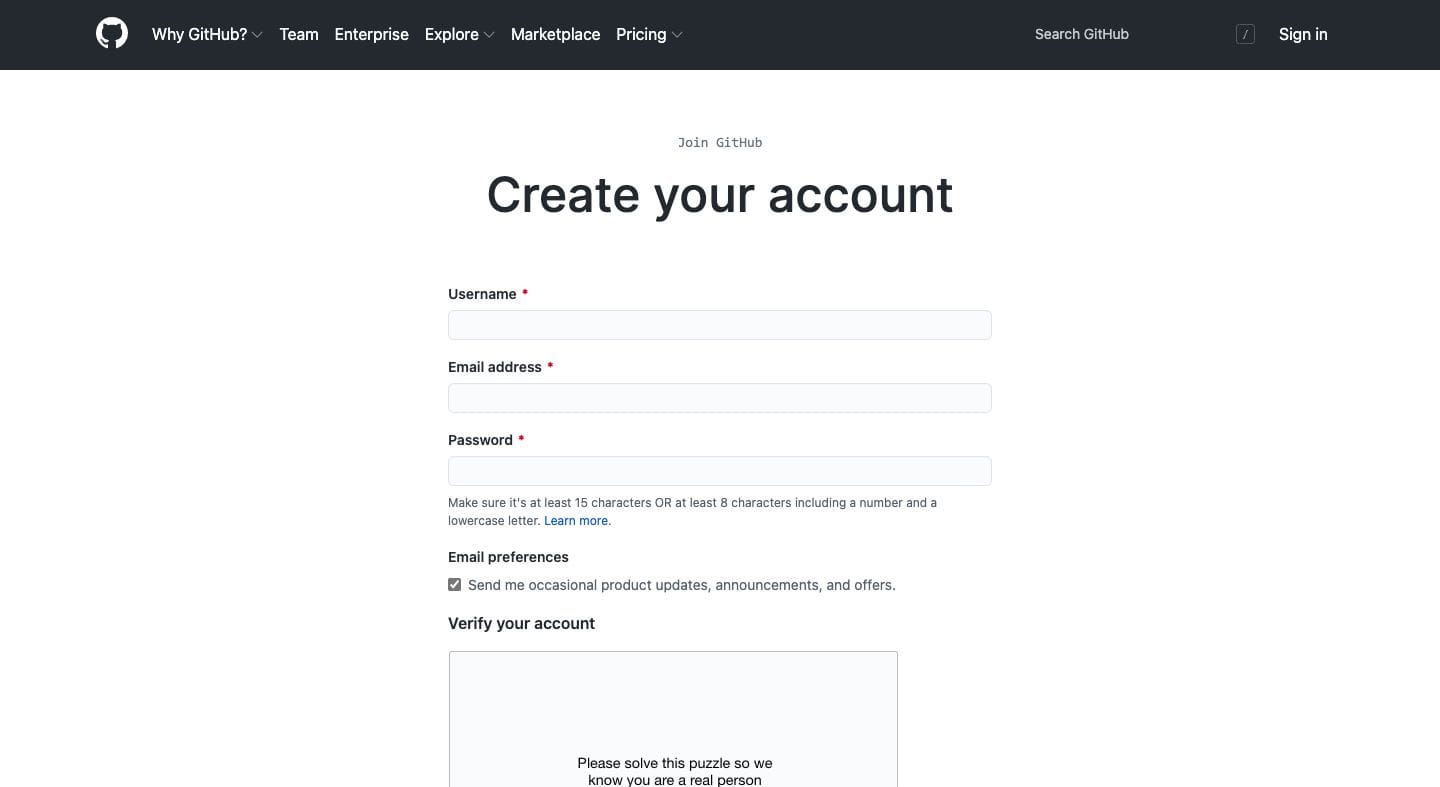 Why GitHub? Team Enterprise Explore Marketplace Pricing Search GitHub / Sign in
Join GitHub
Create your account
Username *
Email address *
Password *
Make sure it's at least 15 characters OR at least 8 characters including a number and a
lowercase letter. Learn more.
Email preferences
Send me occasional product updates, announcements, and offers.
Verify your account
Please solve this puzzle so we
know you are a real person